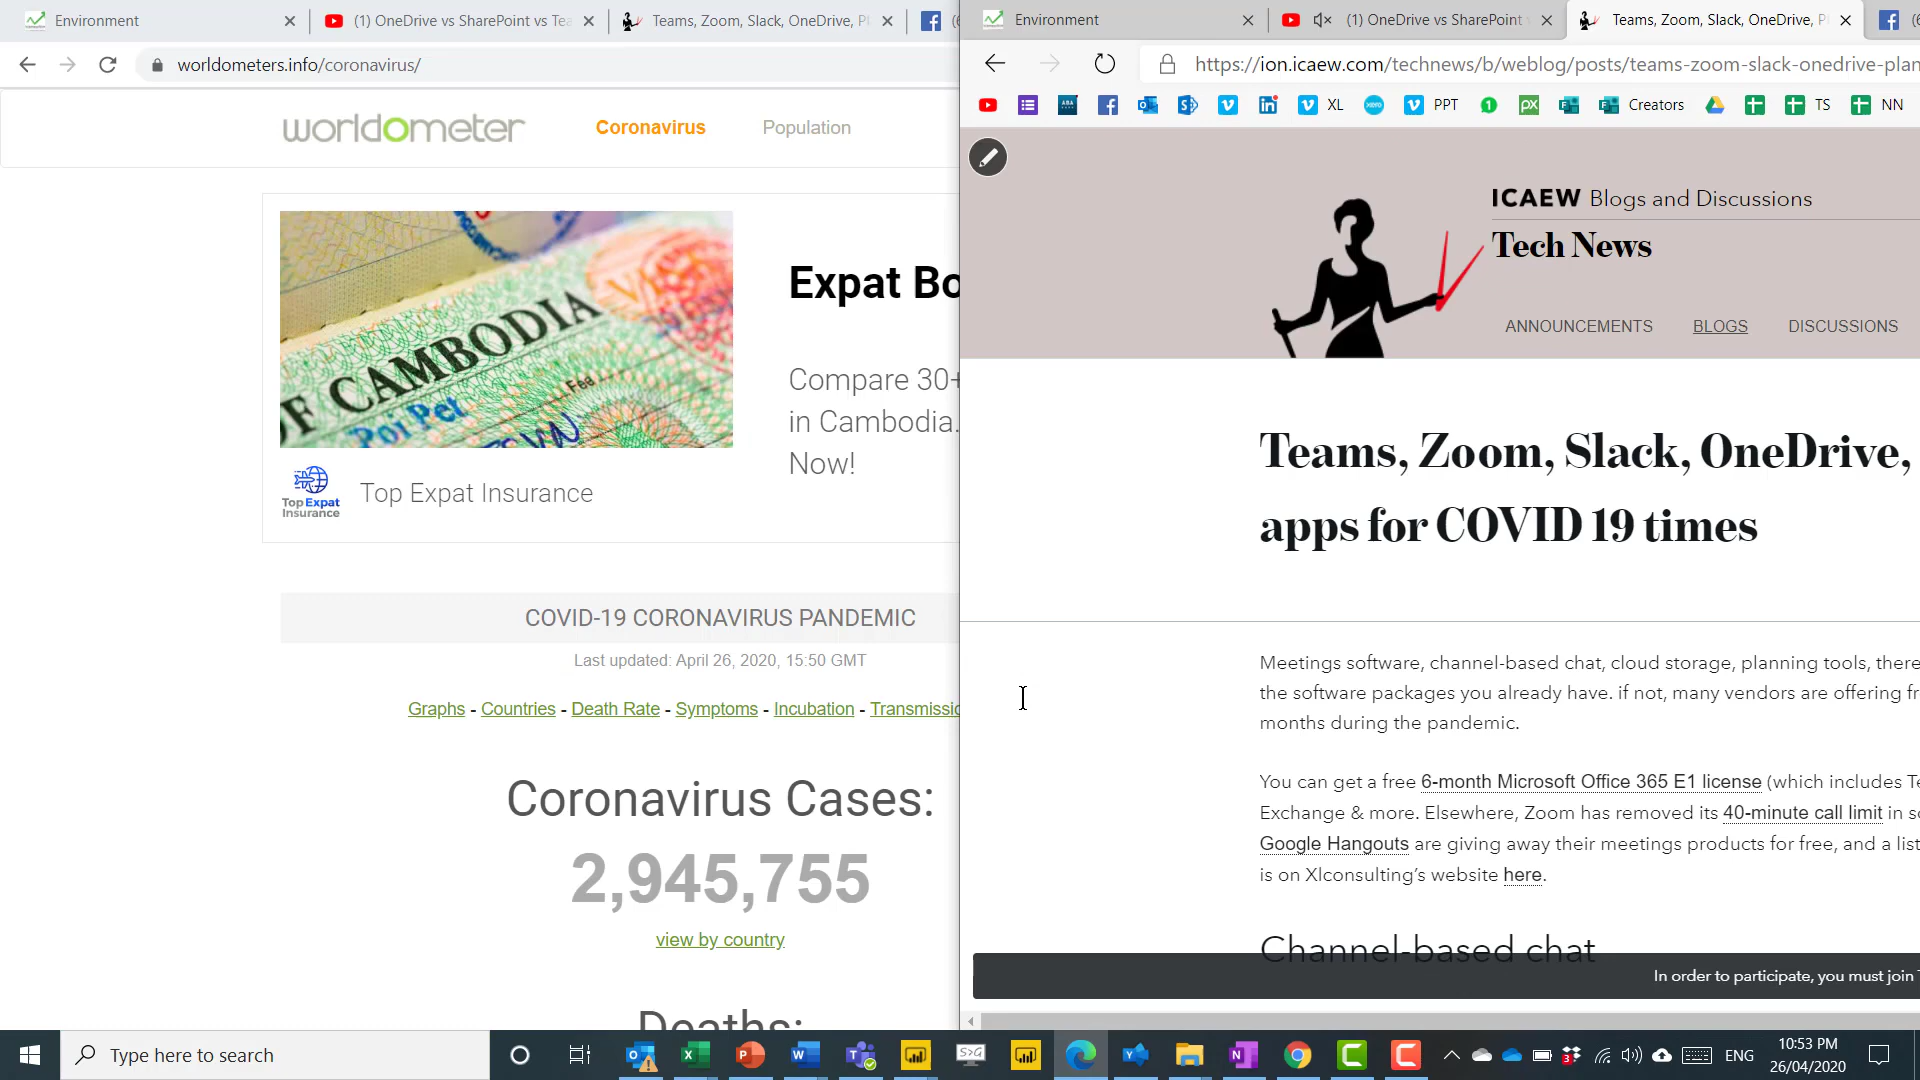 Environment
(1) OneDrive vs SharePoint vs Tea
Teams, Zoom, Slack, OneDrive, Pl
worldometers.info/coronavirus/
worldometer
Coronavirus
Population
OF CAMBODIA
Poi Pet
Fee
Expat Bo
Compare 30+
in Cambodia.
Now!
Top Expat
Insurance
Top Expat Insurance
COVID-19 CORONAVIRUS PANDEMIC
Last updated: April 26, 2020, 15:50 GMT
Graphs - Countries - Death Rate - Symptoms - Incubation - Transmissio
Coronavirus Cases:
2,945,755
view by country
Deaths:
Environment
(1) OneDrive vs SharePoint
Teams, Zoom, Slack, OneDrive, P
https://ion.icaew.com/technews/b/weblog/posts/teams-zoom-slack-onedrive-plan
XL
PPT
Creators
TS
NN
ICAEW Blogs and Discussions
Tech News
ANNOUNCEMENTS
BLOGS
DISCUSSIONS
Teams, Zoom, Slack, OneDrive,
apps for COVID 19 times
Meetings software, channel-based chat, cloud storage, planning tools, there
the software packages you already have. if not, many vendors are offering fr
months during the pandemic.
You can get a free 6-month Microsoft Office 365 E1 license (which includes Te
Exchange & more. Elsewhere, Zoom has removed its 40-minute call limit in so
Google Hangouts are giving away their meetings products for free, and a list
is on Xlconsulting’s website here.
Channel-based chat
In order to participate, you must join T
Type here to search
ENG
10:53 PM
26/04/2020